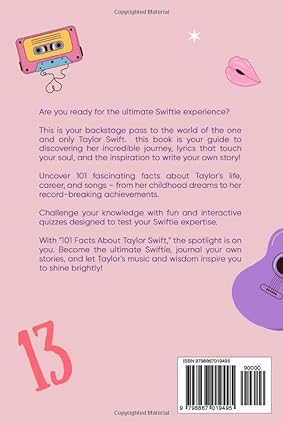 Copyrighted Material
Are you ready for the ultimate Swiftie experience?
This is your backstage pass to the world of the one
and only Taylor Swift.  this book is your guide to
discovering her incredible journey, lyrics that touch
your soul, and the inspiration to write your own story!
Uncover 101 fascinating facts about Taylor's life,
career, and songs – from her childhood dreams to her
record-breaking achievements.
Challenge your knowledge with fun and interactive
quizzes designed to test your Swiftie expertise.
With "101 Facts About Taylor Swift," the spotlight is on
you. Become the ultimate Swiftie, journal your own
stories, and let Taylor's music and wisdom inspire you
to shine brightly!
13
ISBN 9798867019495
90000
9 798867 019495
Copyrighted Material